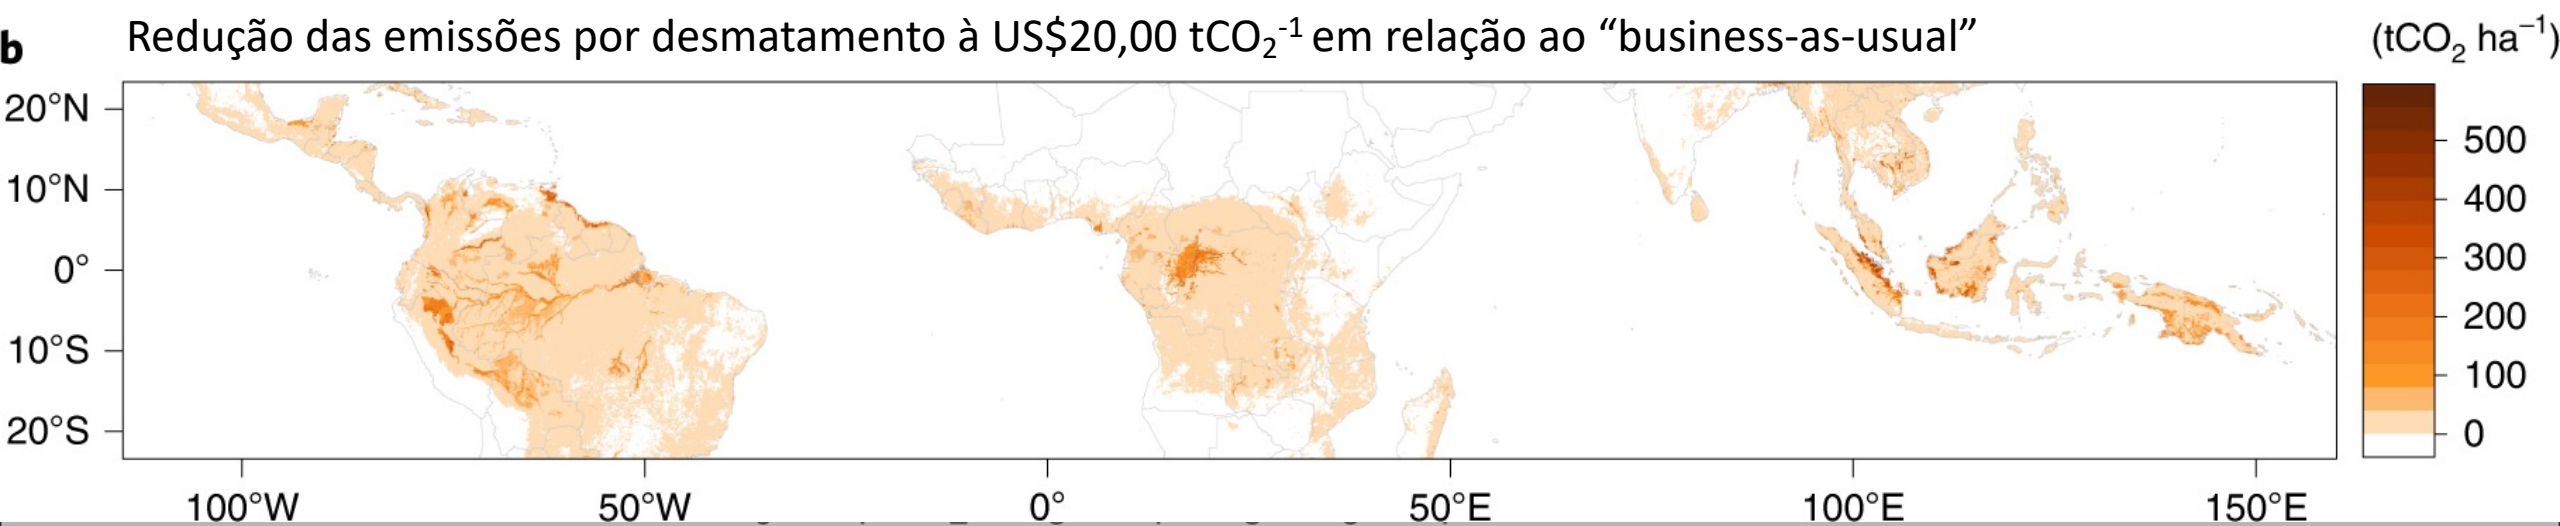 b Redução das emissões por desmatamento à US$20,00 tCO₂⁻¹ em relação ao “business-as-usual”
(tCO₂ ha⁻¹)
20°N
10°N
0°
10°S
20°S
100°W 50°W 0° 50°E 100°E 150°E
500
400
300
200
100
0